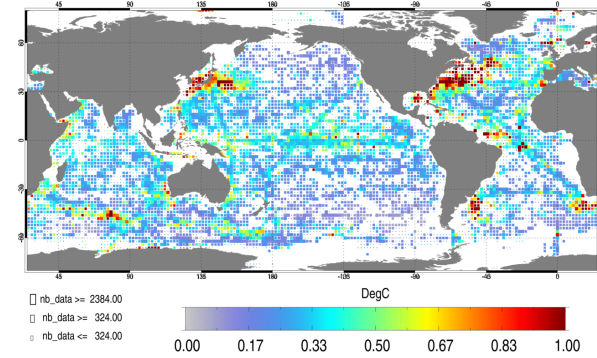 45 90 135 180 -135 -90 -45 0
60
30
0
-30
-60
45 90 135 180 -135 -90 -45 0
nb_data >= 2384.00
nb_data >= 324.00
nb_data <= 324.00
DegC
0.00 0.17 0.33 0.50 0.67 0.83 1.00